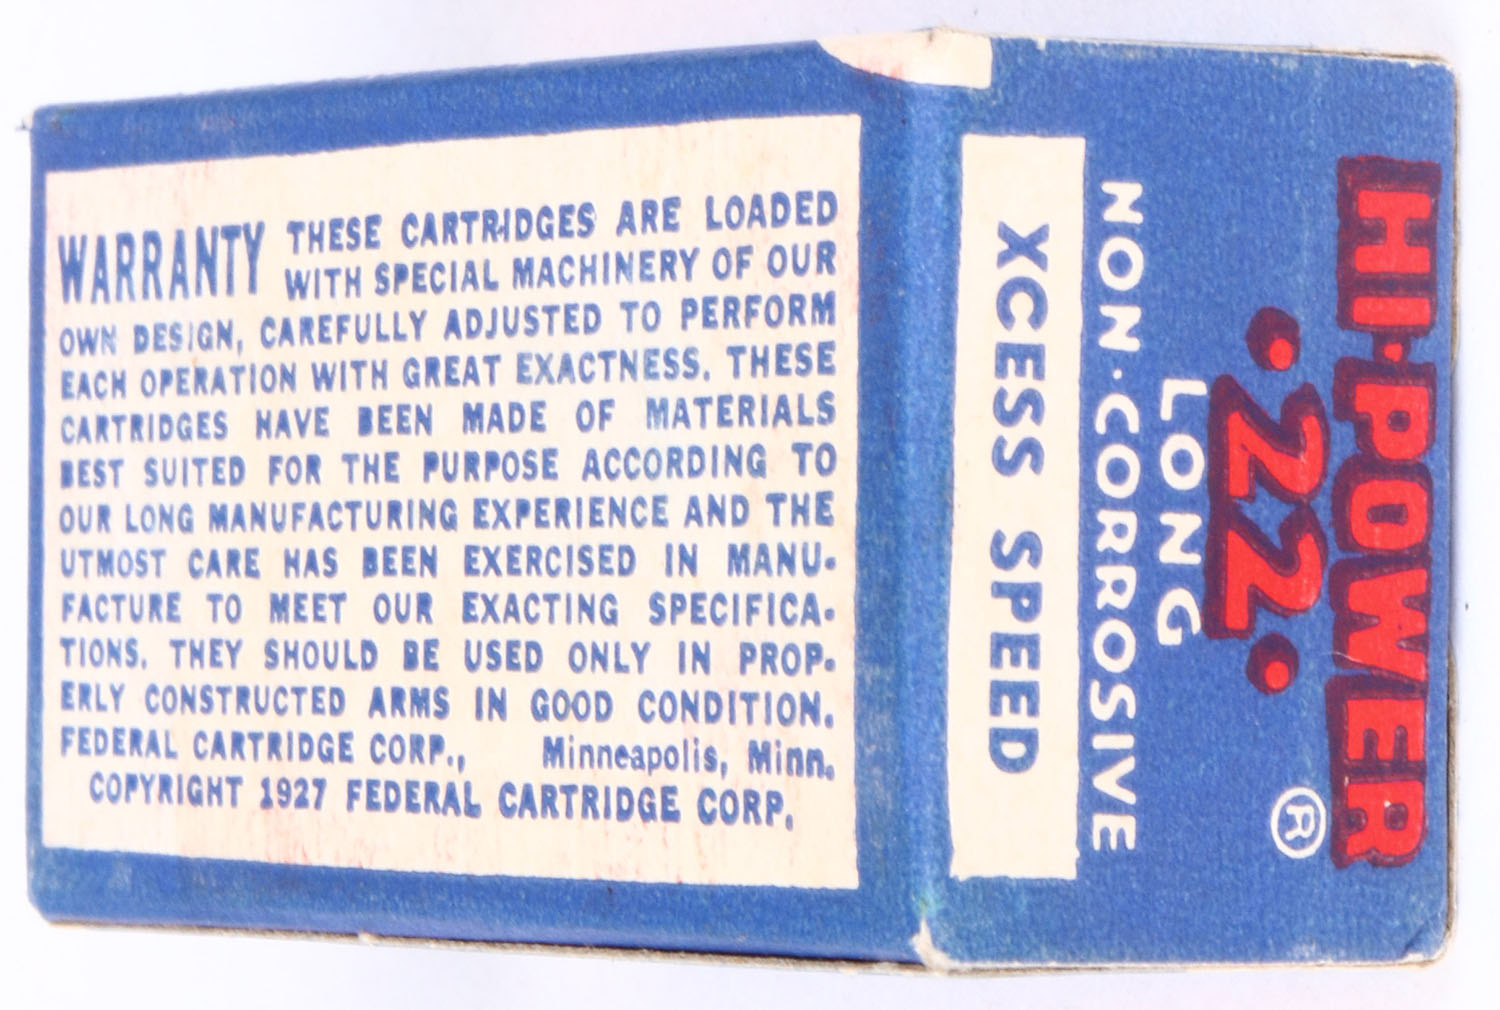 WARRANTY THESE CARTRIDGES ARE LOADED
WITH SPECIAL MACHINERY OF OUR
OWN DESIGN, CAREFULLY ADJUSTED TO PERFORM
EACH OPERATION WITH GREAT EXACTNESS. THESE
CARTRIDGES HAVE BEEN MADE OF MATERIALS
BEST SUITED FOR THE PURPOSE ACCORDING TO
OUR LONG MANUFACTURING EXPERIENCE AND THE
UTMOST CARE HAS BEEN EXERCISED IN MANU-
FACTURE TO MEET OUR EXACTING SPECIFICA-
TIONS. THEY SHOULD BE USED ONLY IN PROP-
ERLY CONSTRUCTED ARMS IN GOOD CONDITION.
FEDERAL CARTRIDGE CORP., Minneapolis, Minn.
COPYRIGHT 1927 FEDERAL CARTRIDGE CORP.
HI-POWER ®
.22.
LONG
NON-CORROSIVE
XCESS SPEED